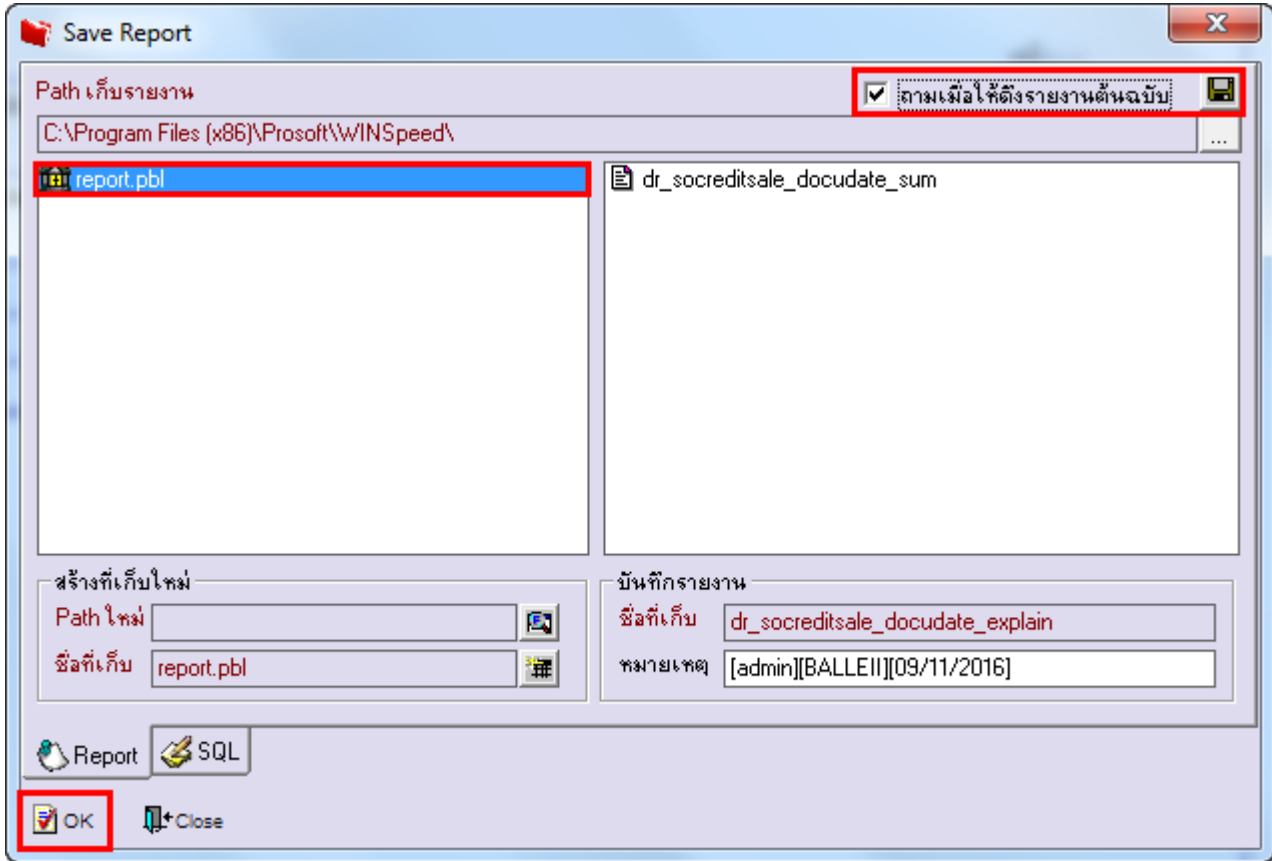 Save Report
Path เก็บรายงาน
ถามเมื่อให้ดึงรายงานต้นฉบับ
C:\Program Files (x86)\Prosoft\WINSpeed\
...
report.pbl
dr_socreditsale_docudate_sum
สร้างที่เก็บใหม่
Path ใหม่
ชื่อที่เก็บ report.pbl
บันทึกรายงาน
ชื่อที่เก็บ dr_socreditsale_docudate_explain
หมายเหตุ [admin][BALLEII][09/11/2016]
Report
SQL
OK
Close